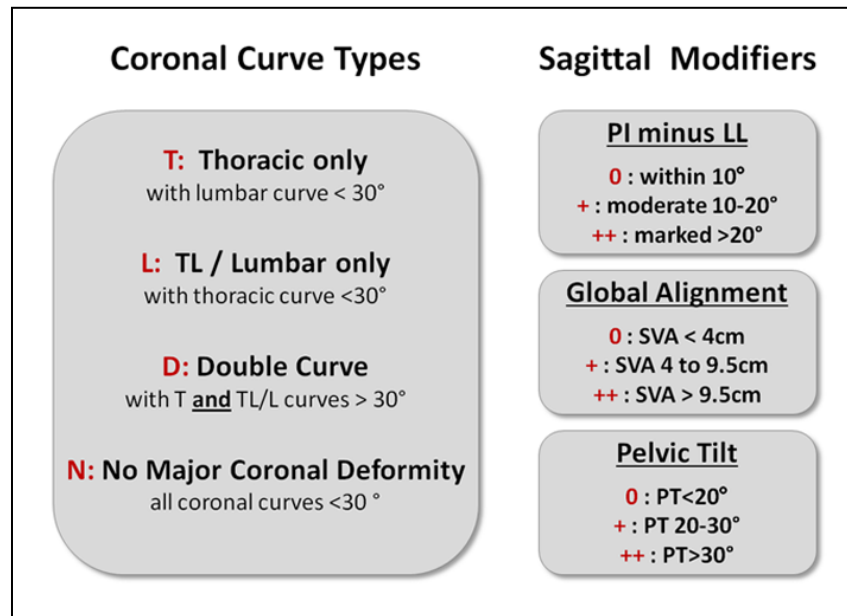 Coronal Curve Types
T: Thoracic only
with lumbar curve < 30°
L: TL / Lumbar only
with thoracic curve <30°
D: Double Curve
with T and TL/L curves > 30°
N: No Major Coronal Deformity
all coronal curves <30 °
Sagittal Modifiers
PI minus LL
0 : within 10°
+ : moderate 10-20°
++ : marked >20°
Global Alignment
0 : SVA < 4cm
+ : SVA 4 to 9.5cm
++ : SVA > 9.5cm
Pelvic Tilt
0 : PT<20°
+ : PT 20-30°
++ : PT>30°